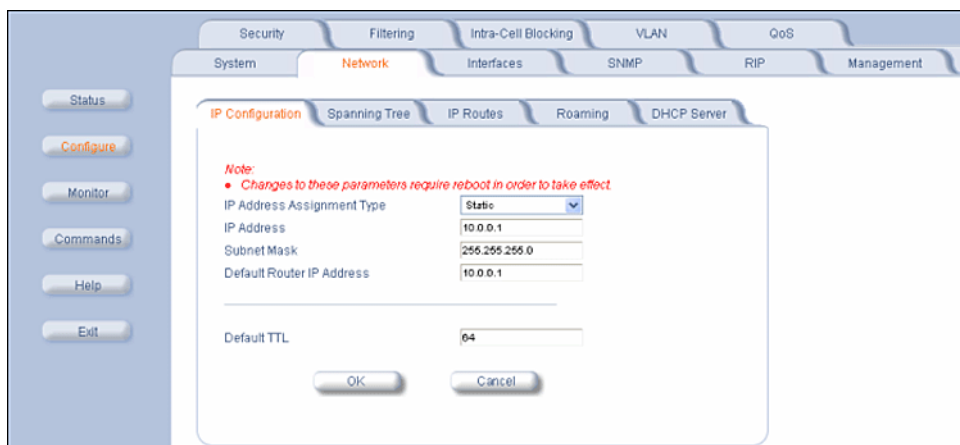 Security Filtering Intra-Cell Blocking VLAN QoS
System Network Interfaces SNMP RIP Management
Status
Configure
Monitor
Commands
Help
Exit
IP Configuration Spanning Tree IP Routes Roaming DHCP Server
Note:
• Changes to these parameters require reboot in order to take effect.
IP Address Assignment Type Static
IP Address 10.0.0.1
Subnet Mask 255.255.255.0
Default Router IP Address 10.0.0.1
Default TTL 64
OK Cancel